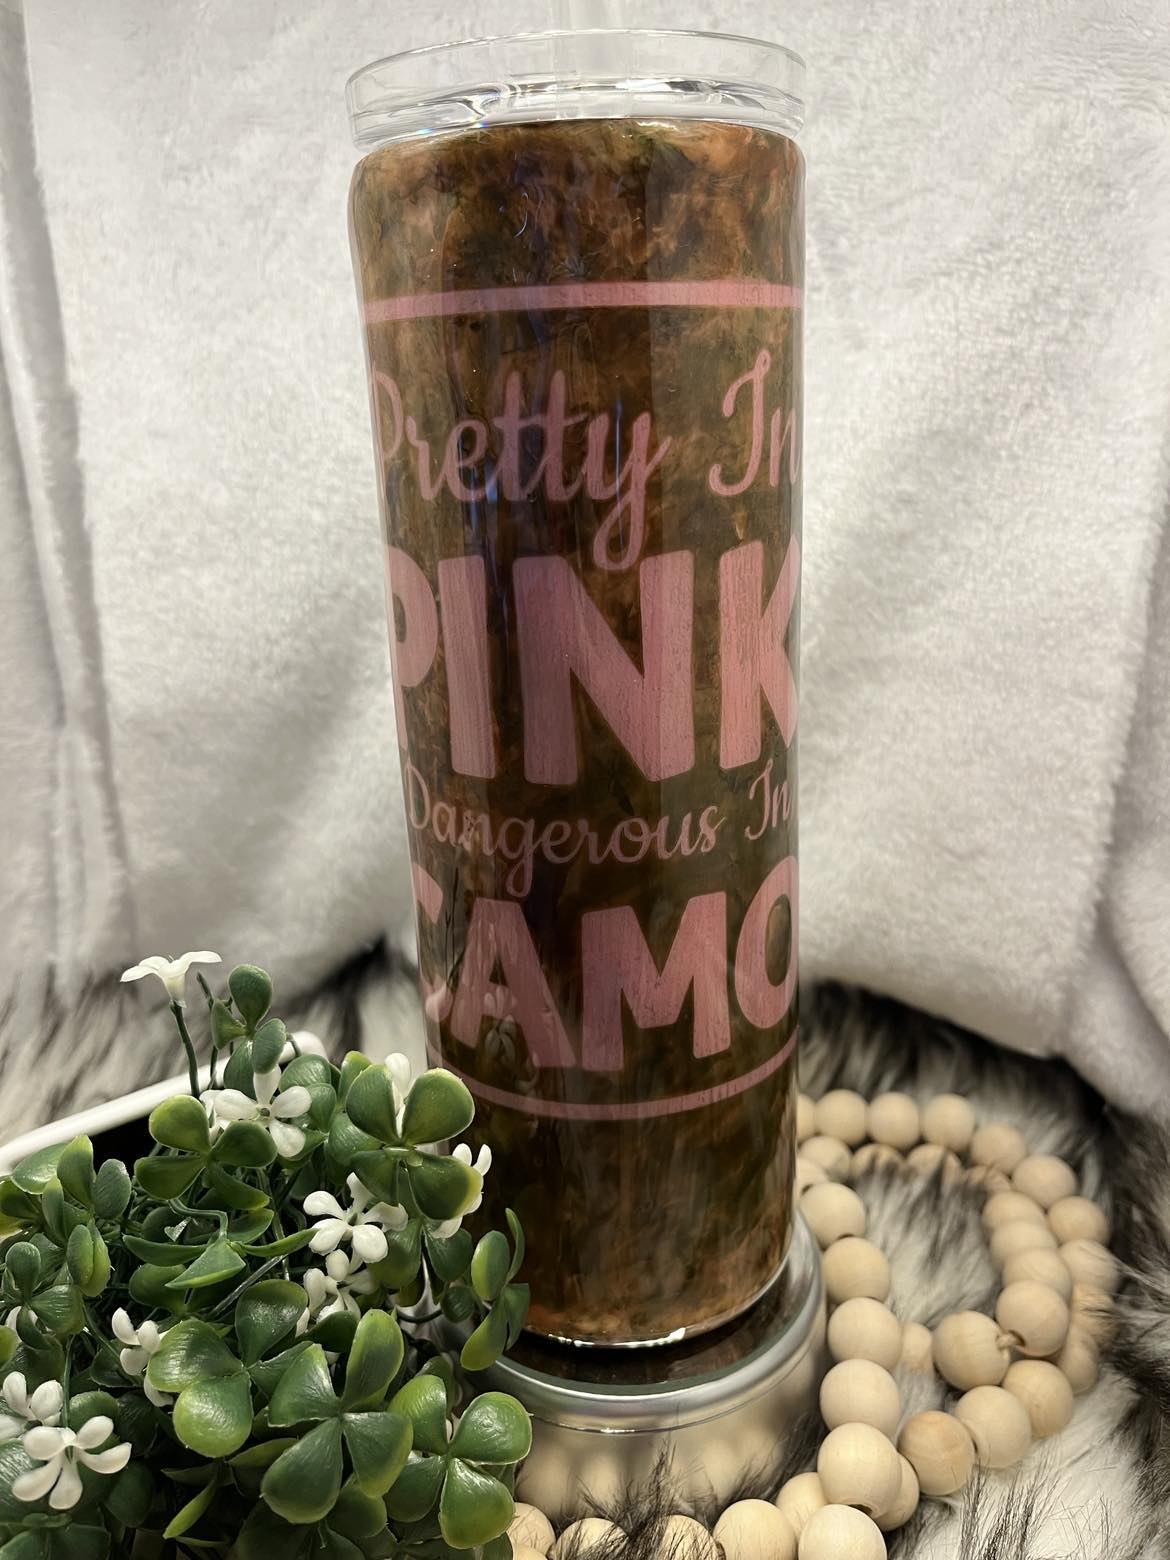 Pretty In
PINK
Dangerous In
CAMO